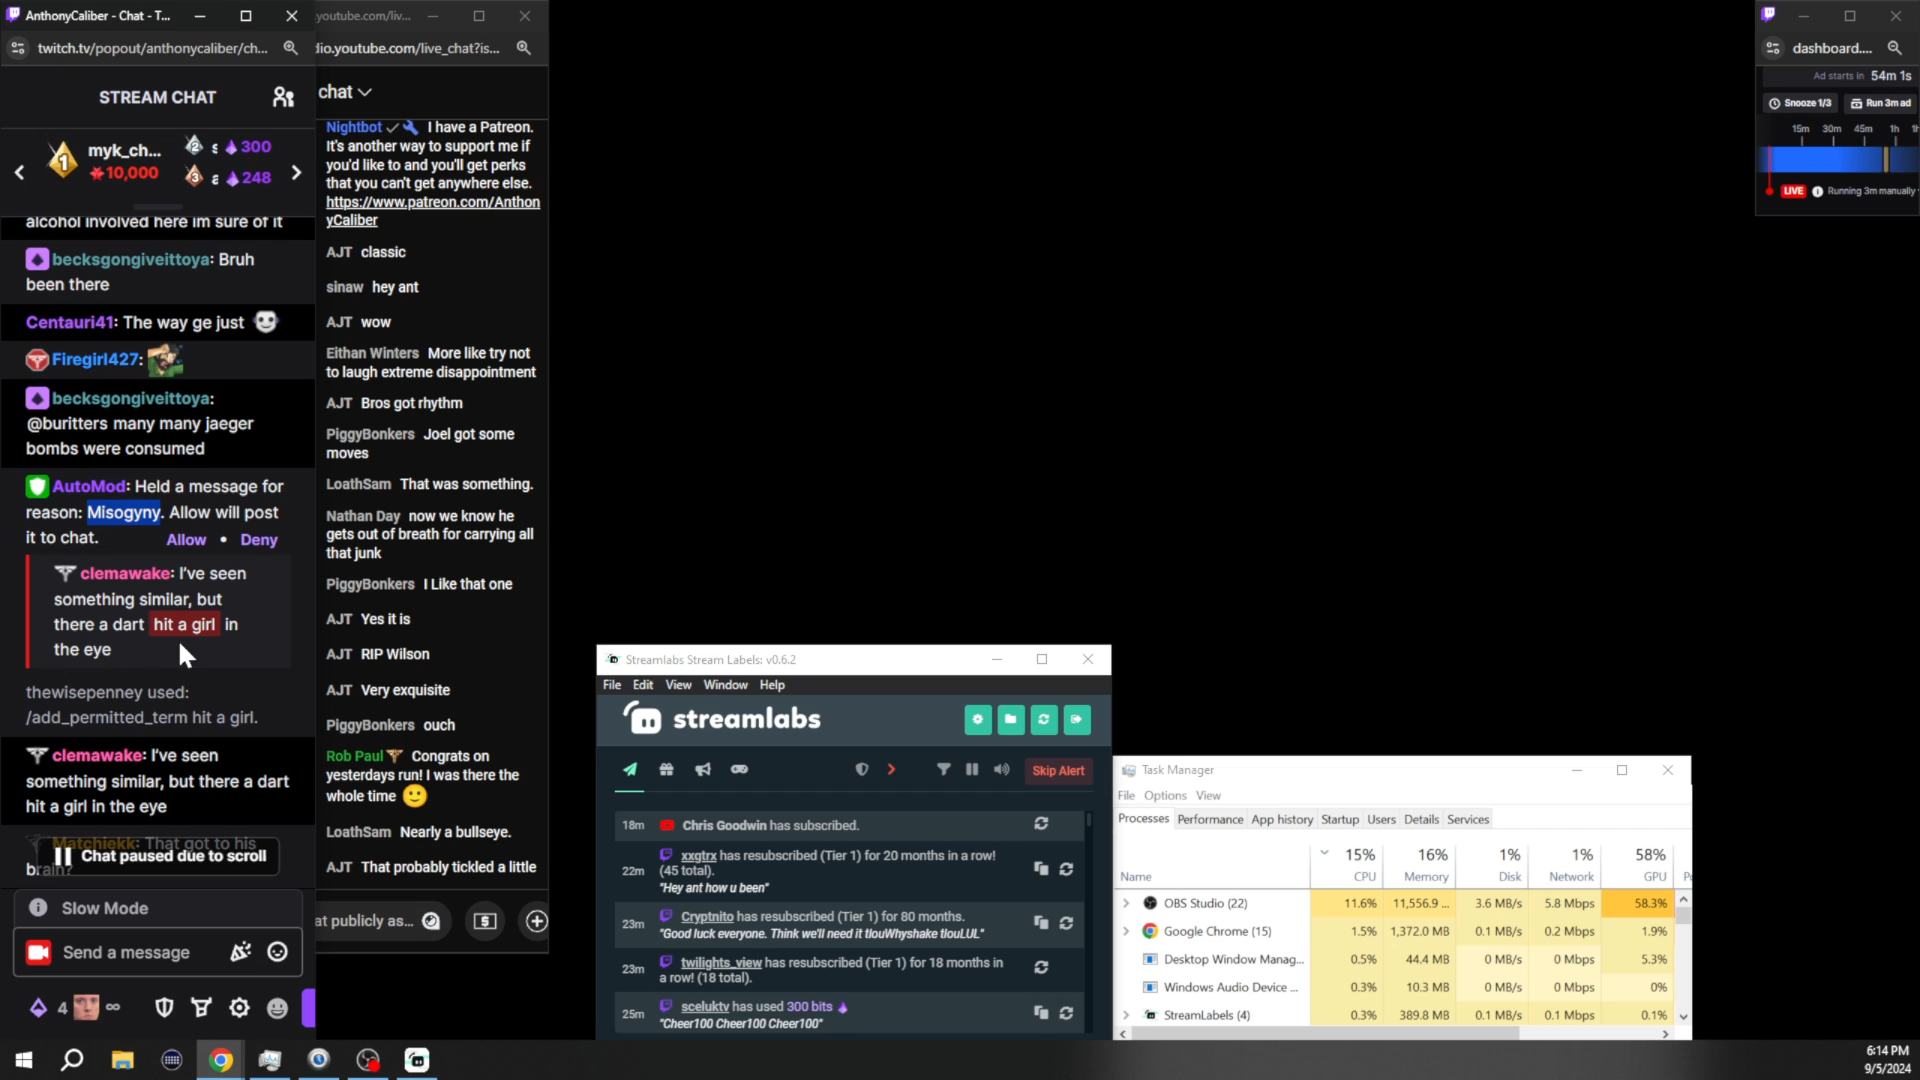 AnthonyCaliber - Chat - T...
twitch.tv/popout/anthonycaliber/ch...
STREAM CHAT
1
myk_ch...
10,000
2
s
300
3
a
248
alcohol involved here im sure of it
becksgongiveittoya: Bruh
been there
Centauri41: The way ge just
Firegirl427:
becksgongiveittoya:
@buritters many many jaeger
bombs were consumed
AutoMod: Held a message for
reason: Misogyny. Allow will post
it to chat.
Allow • Deny
clemawake: I've seen
something similar, but
there a dart hit a girl in
the eye
thewisepenney used:
/add_permitted_term hit a girl.
clemawake: I've seen
something similar, but there a dart
hit a girl in the eye
Matchiekk: That got to his
brain?
Chat paused due to scroll
Slow Mode
Send a message
4
∞
youtube.com/liv...
dio.youtube.com/live_chat?is...
chat
Nightbot I have a Patreon.
It's another way to support me if
you'd like to and you'll get perks
that you can't get anywhere else.
https://www.patreon.com/Anthon
yCaliber
AJT classic
sinaw hey ant
AJT wow
Eithan Winters More like try not
to laugh extreme disappointment
AJT Bros got rhythm
PiggyBonkers Joel got some
moves
LoathSam That was something.
Nathan Day now we know he
gets out of breath for carrying all
that junk
PiggyBonkers I Like that one
AJT Yes it is
AJT RIP Wilson
AJT Very exquisite
PiggyBonkers ouch
Rob Paul Congrats on
yesterdays run! I was there the
whole time
LoathSam Nearly a bullseye.
AJT That probably tickled a little
at publicly as...
dashboard....
Ad starts in 54m 1s
Snooze 1/3
Run 3m ad
15m 30m 45m 1h 1h
LIVE
Running 3m manually
Streamlabs Stream Labels: v0.6.2
File Edit View Window Help
streamlabs
Skip Alert
18m Chris Goodwin has subscribed.
22m xxgtrx has resubscribed (Tier 1) for 20 months in a row!
(45 total).
"Hey ant how u been"
23m Cryptnito has resubscribed (Tier 1) for 80 months.
"Good luck everyone. Think we'll need it tlouWhyshake tlouLUL"
23m twilights_view has resubscribed (Tier 1) for 18 months in
a row! (18 total).
25m sceluktv has used 300 bits
"Cheer100 Cheer100 Cheer100"
Task Manager
File Options View
Processes Performance App history Startup Users Details Services
15% 16% 1% 1% 58%
Name CPU Memory Disk Network GPU
OBS Studio (22) 11.6% 11,556.9 ... 3.6 MB/s 5.8 Mbps 58.3%
Google Chrome (15) 1.5% 1,372.0 MB 0.1 MB/s 0.2 Mbps 1.9%
Desktop Window Manag... 0.5% 44.4 MB 0 MB/s 0 Mbps 5.3%
Windows Audio Device ... 0.3% 10.3 MB 0 MB/s 0 Mbps 0%
StreamLabels (4) 0.3% 389.8 MB 0.1 MB/s 0.1 Mbps 0.1%
6:14 PM
9/5/2024